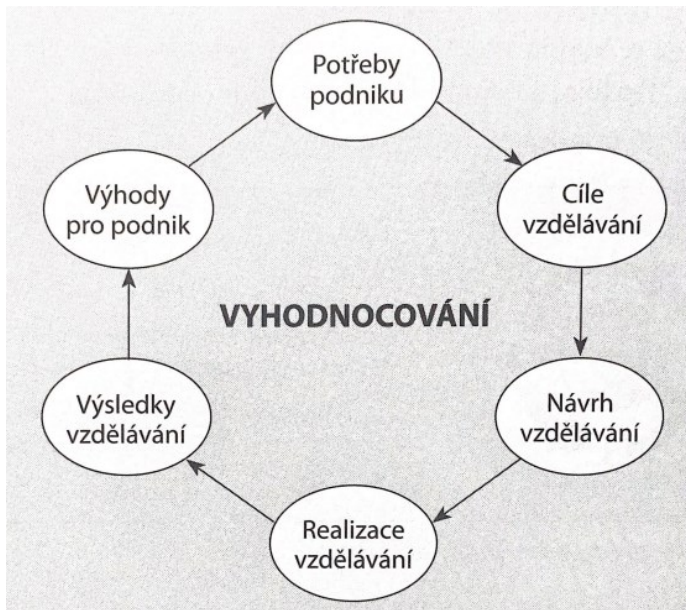 Potřeby
podniku
Cíle
vzdělávání
Návrh
vzdělávání
Realizace
vzdělávání
Výsledky
vzdělávání
Výhody
pro podnik
VYHODNOCOVÁNÍ